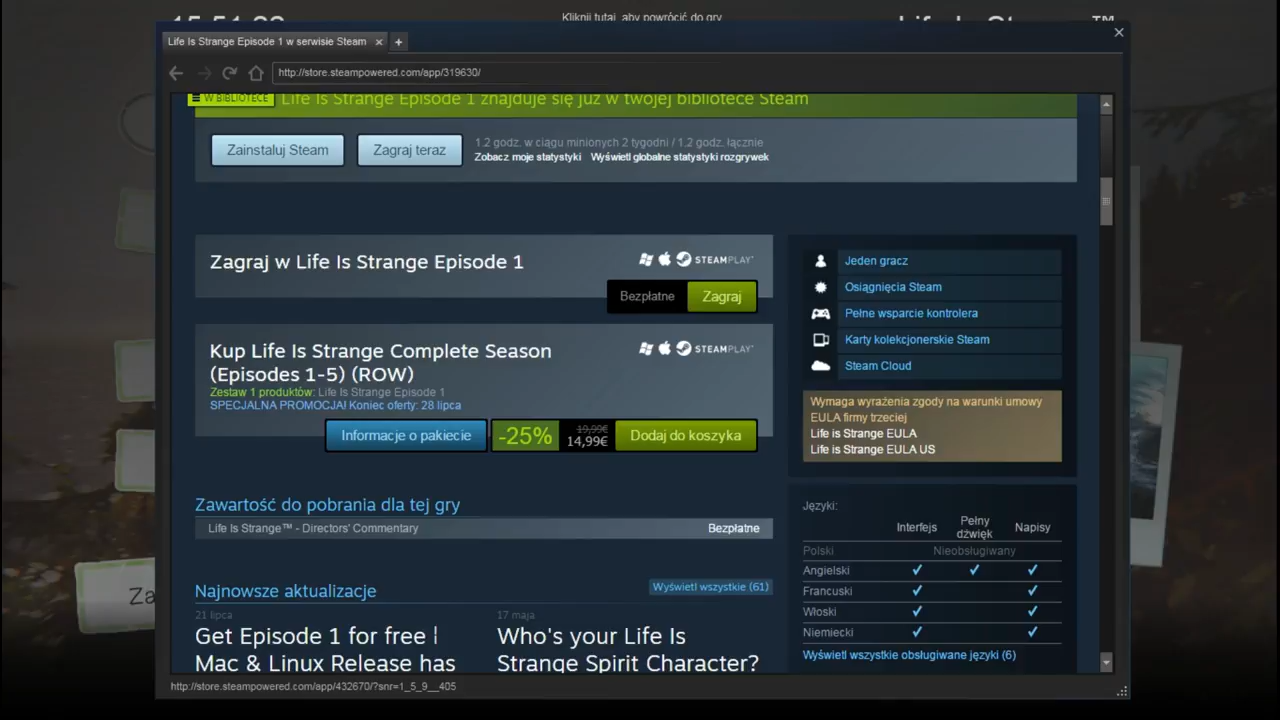 Kliknij tutaj, aby powrócić do gry
Life Is Strange Episode 1 w serwisie Steam
http://store.steampowered.com/app/319630/
W BIBLIOTECE Life Is Strange Episode 1 znajduje się już w twojej bibliotece Steam
Zainstaluj Steam
Zagraj teraz
1.2 godz. w ciągu minionych 2 tygodni / 1.2 godz. łącznie
Zobacz moje statystyki Wyświetl globalne statystyki rozgrywek
Zagraj w Life Is Strange Episode 1
STEAMPLAY
Bezpłatne
Zagraj
Kup Life Is Strange Complete Season
(Episodes 1-5) (ROW)
STEAMPLAY
Zestaw 1 produktów: Life Is Strange Episode 1
SPECJALNA PROMOCJA! Koniec oferty: 28 lipca
Informacje o pakiecie
-25%
19,99€
14,99€
Dodaj do koszyka
Zawartość do pobrania dla tej gry
Life Is Strange™ - Directors' Commentary Bezpłatne
Najnowsze aktualizacje
Wyświetl wszystkie (61)
21 lipca
Get Episode 1 for free |
Mac & Linux Release has
17 maja
Who's your Life Is
Strange Spirit Character?
Jeden gracz
Osiągnięcia Steam
Pełne wsparcie kontrolera
Karty kolekcjonerskie Steam
Steam Cloud
Wymaga wyrażenia zgody na warunki umowy
EULA firmy trzeciej
Life is Strange EULA
Life is Strange EULA US
Języki:
Interfejs Pełny dźwięk Napisy
Polski Nieobsługiwany
Angielski
Francuski
Włoski
Niemiecki
Wyświetl wszystkie obsługiwane języki (6)
Za
http://store.steampowered.com/app/432670/?snr=1_5_9__405